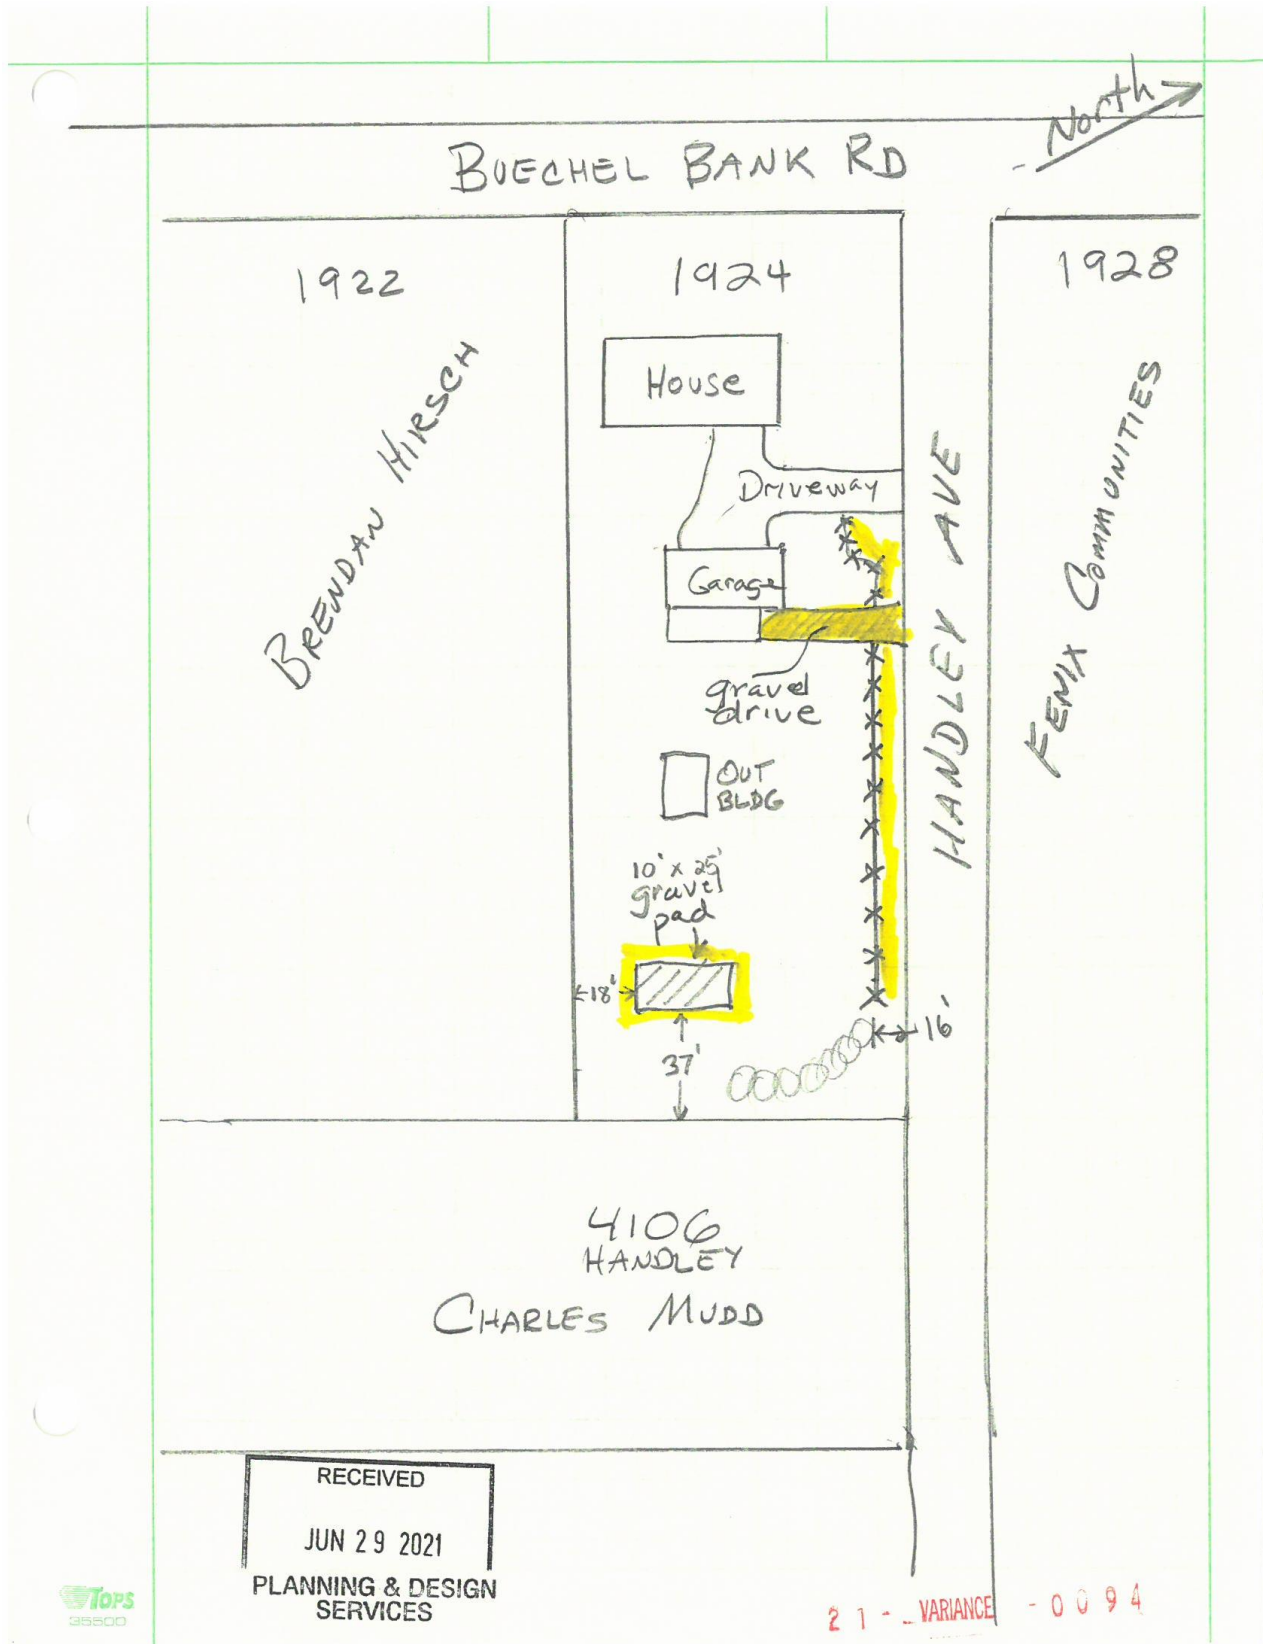 North
BUECHEL BANK RD
1922
1924
1928
BRENDAN HIRSCH
House
Driveway
Garage
gravel
drive
HANDLEY AVE
FENIX COMMUNITIES
OUT
BLDG
10' x 25'
gravel
pad
18'
37'
16'
4106
HANDLEY
CHARLES MUDD
RECEIVED
JUN 29 2021
PLANNING & DESIGN
SERVICES
TOPS
35500
21 - VARIANCE - 0094